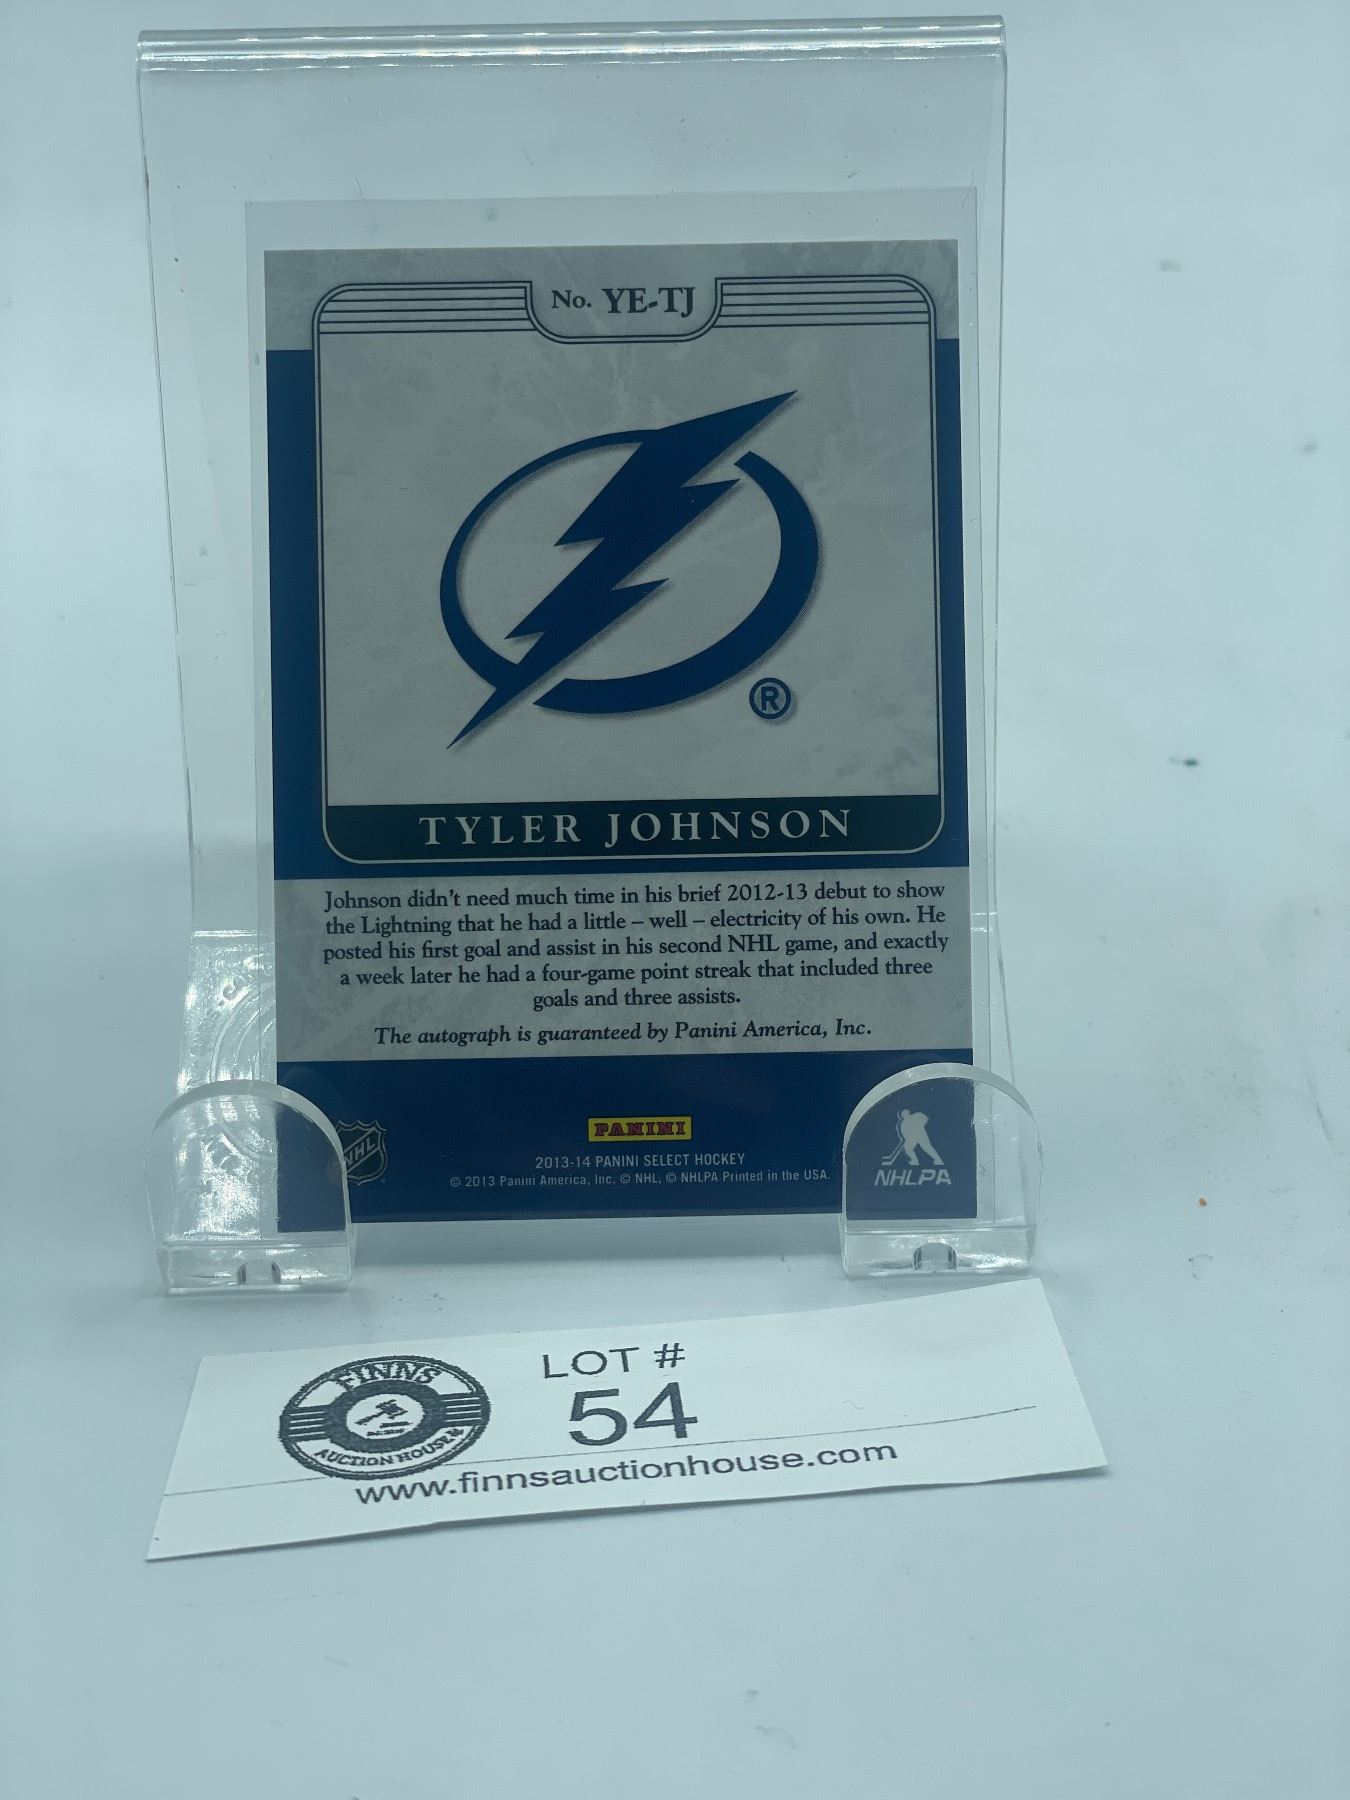 No. YE-TJ
®
TYLER JOHNSON
Johnson didn't need much time in his brief 2012-13 debut to show
the Lightning that he had a little – well – electricity of his own. He
posted his first goal and assist in his second NHL game, and exactly
a week later he had a four-game point streak that included three
goals and three assists.
The autograph is guaranteed by Panini America, Inc.
NHL
PANINI
2013-14 PANINI SELECT HOCKEY
© 2013 Panini America, Inc. © NHL, © NHLPA Printed in the USA.
NHLPA
FINNS
AUCTION HOUSE
LOT #
54
www.finnsauctionhouse.com